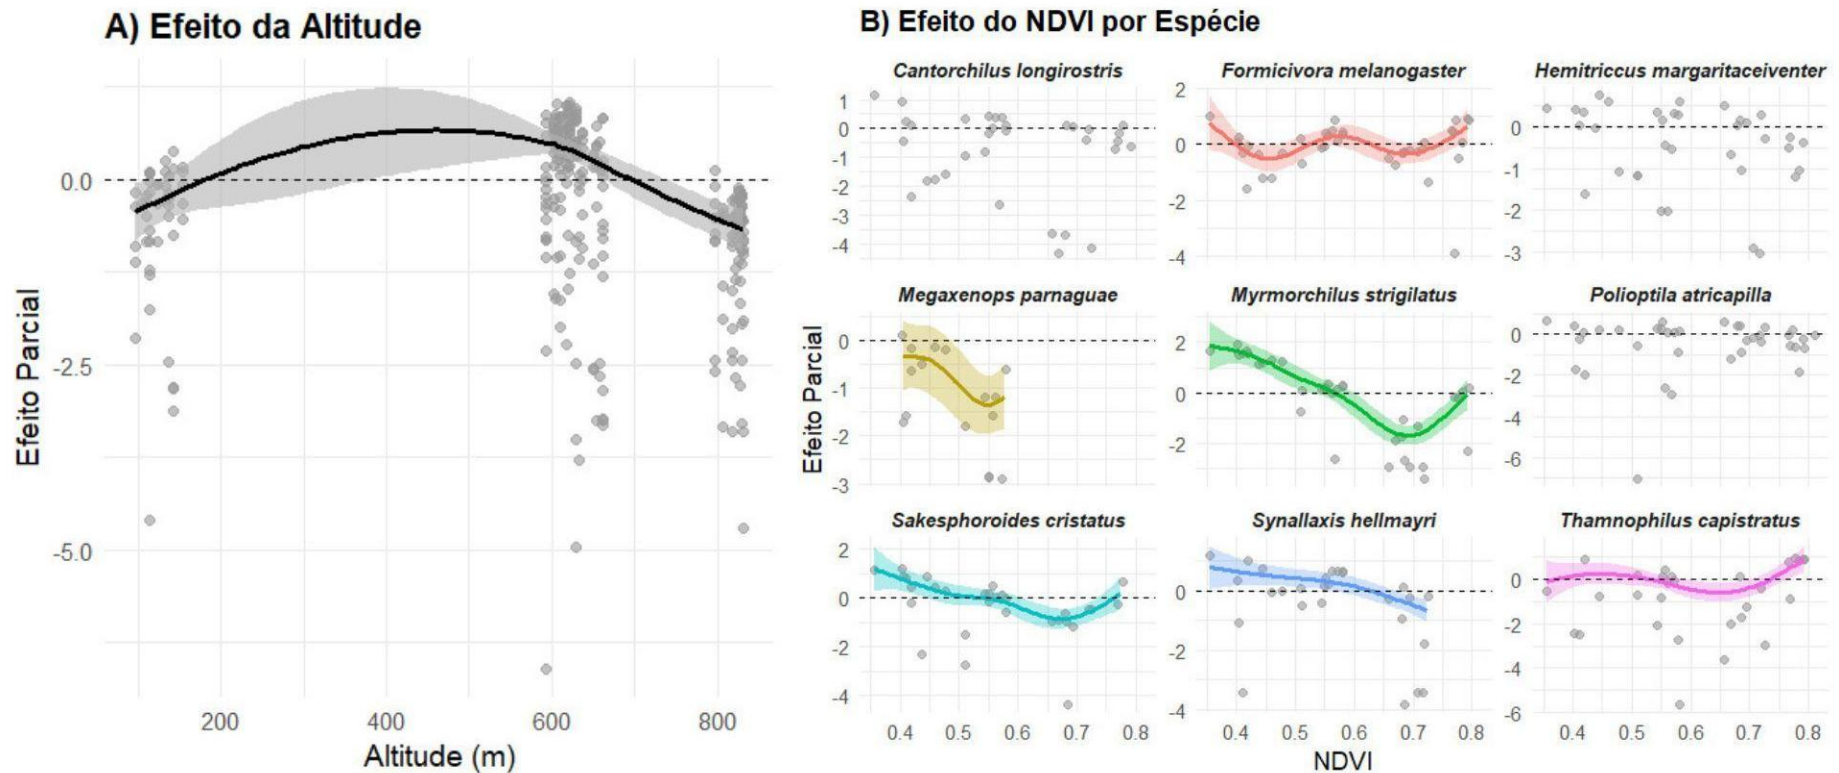 A) Efeito da Altitude
Efeito Parcial
0.0
-2.5
-5.0
200 400 600 800
Altitude (m)
B) Efeito do NDVI por Espécie
Efeito Parcial
Cantorchilus longirostris
1
0
-1
-2
-3
-4
Formicivora melanogaster
2
0
-2
-4
Hemitriccus margaritaceiventer
0
-1
-2
-3
Megaxenops parnaguae
0
-1
-2
-3
Myrmorchilus strigilatus
2
0
-2
Polioptila atricapilla
0
-2
-4
-6
Sakesphoroides cristatus
2
0
-2
-4
Synallaxis hellmayri
0
-2
-4
Thamnophilus capistratus
0
-2
-4
-6
0.4 0.5 0.6 0.7 0.8
0.4 0.5 0.6 0.7 0.8
0.4 0.5 0.6 0.7 0.8
NDVI